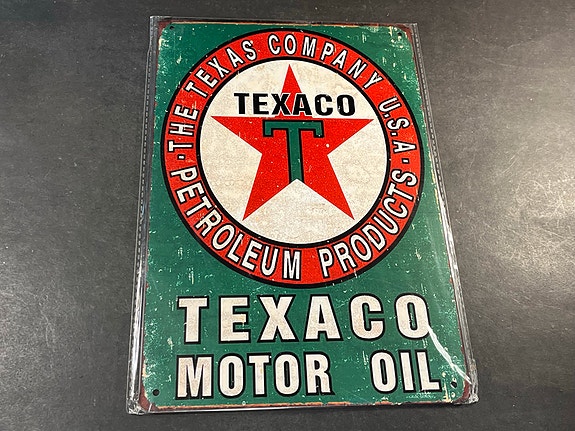 THE TEXAS COMPANY U.S.A
TEXACO
T
PETROLEUM PRODUCTS
TEXACO
MOTOR OIL